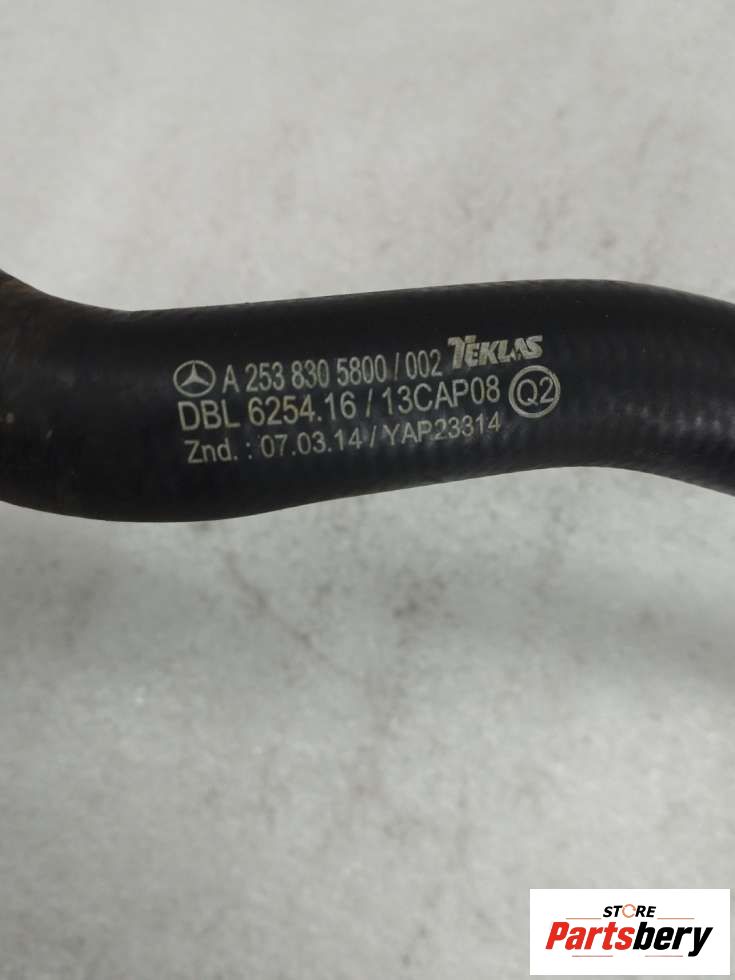 A 253 830 5800 / 002 TEKLAS
DBL 6254.16 / 13CAP08 Q2
Znd. : 07.03.14 / YAP23314
STORE
Partsbery